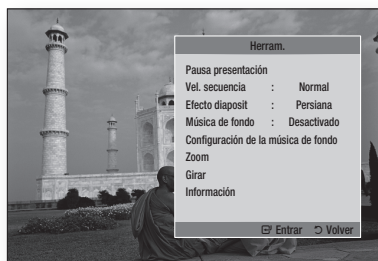 Herram.
Pausa presentación
Vel. secuencia : Normal
Efecto diaposit : Persiana
Música de fondo : Desactivado
Configuración de la música de fondo
Zoom
Girar
Información
Entrar Volver